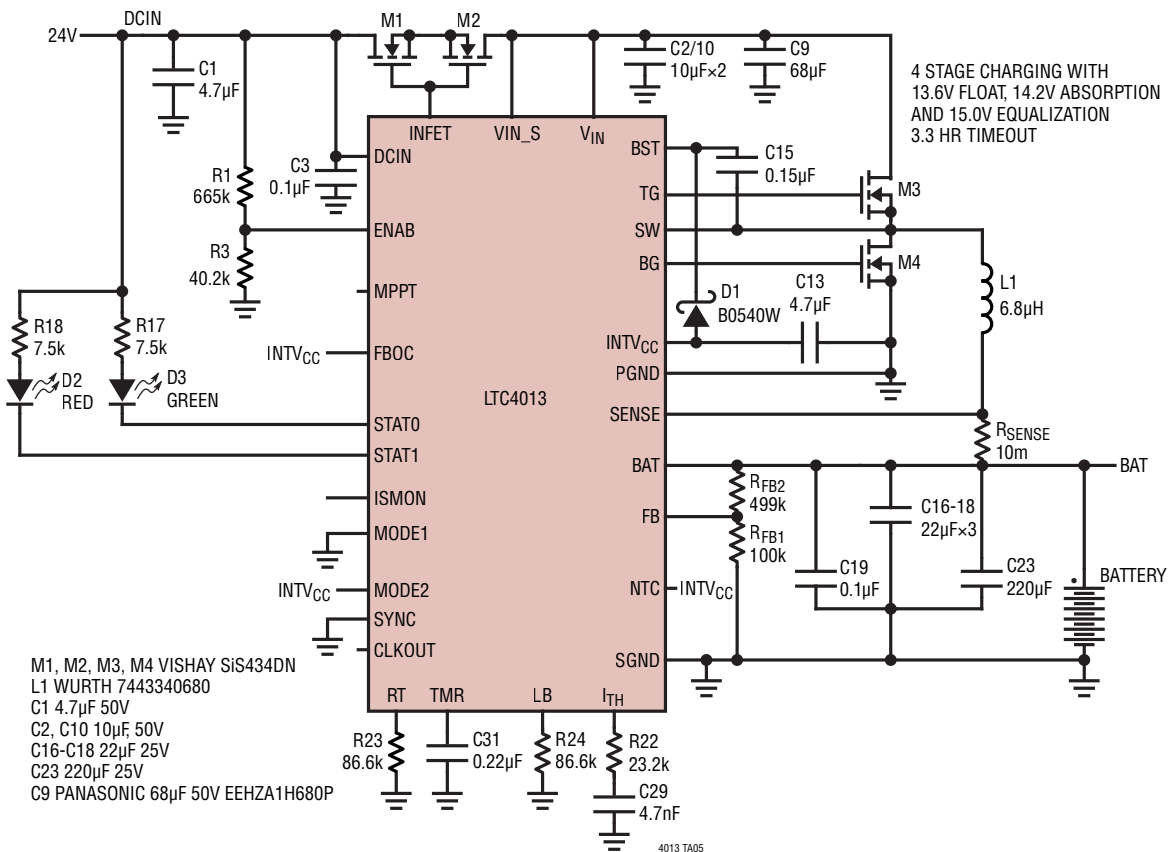 DCIN
24V
M1
M2
C1
4.7µF
C2/10
10µF×2
C9
68µF
4 STAGE CHARGING WITH
13.6V FLOAT, 14.2V ABSORPTION
AND 15.0V EQUALIZATION
3.3 HR TIMEOUT
INFET
VIN_S
VIN
DCIN
BST
C3
0.1µF
C15
0.15µF
R1
665k
TG
M3
ENAB
SW
R3
40.2k
BG
M4
MPPT
D1
B0540W
C13
4.7µF
L1
6.8µH
R18
7.5k
R17
7.5k
INTVCC
FBOC
INTVCC
PGND
D2
RED
D3
GREEN
LTC4013
STAT0
SENSE
RSENSE
10m
STAT1
BAT
BAT
RFB2
499k
ISMON
FB
C16-18
22µF×3
RFB1
100k
MODE1
C19
0.1µF
C23
220µF
BATTERY
INTVCC
MODE2
NTC
INTVCC
SYNC
CLKOUT
SGND
M1, M2, M3, M4 VISHAY SiS434DN
L1 WURTH 7443340680
C1 4.7µF 50V
C2, C10 10µF, 50V
C16-C18 22µF 25V
C23 220µF 25V
C9 PANASONIC 68µF 50V EEHZA1H680P
RT
TMR
LB
ITH
R23
86.6k
C31
0.22µF
R24
86.6k
R22
23.2k
C29
4.7nF
4013 TA05